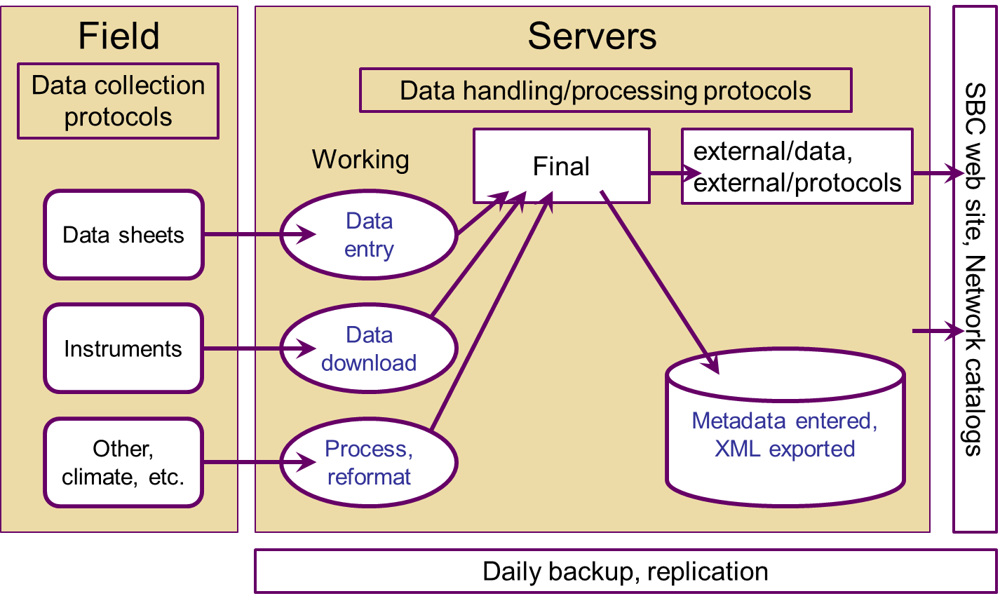 Field
Data collection
protocols
Data sheets
Instruments
Other,
climate, etc.
Servers
Data handling/processing protocols
Working
Data
entry
Data
download
Process,
reformat
Final
external/data,
external/protocols
Metadata entered,
XML exported
SBC web site, Network catalogs
Daily backup, replication